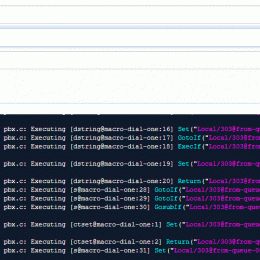 pbx.c: Executing [dstring@macro-dial-one:16] Set("Local/303@from-q
pbx.c: Executing [dstring@macro-dial-one:17] GotoIf("Local/303@from
pbx.c: Executing [dstring@macro-dial-one:18] ExecIf("Local/303@from
pbx.c: Executing [dstring@macro-dial-one:19] Set("Local/303@from-q
pbx.c: Executing [dstring@macro-dial-one:20] Return("Local/303@from
pbx.c: Executing [s@macro-dial-one:28] GotoIf("Local/303@from-queu
pbx.c: Executing [s@macro-dial-one:29] GotoIf("Local/303@from-queu
pbx.c: Executing [s@macro-dial-one:30] GosubIf("Local/303@from-que
pbx.c: Executing [ctset@macro-dial-one:1] Set("Local/303@from-que
pbx.c: Executing [ctset@macro-dial-one:2] Return("Local/303@from-q
pbx.c: Executing [s@macro-dial-one:31] Set("Local/303@from-queue-